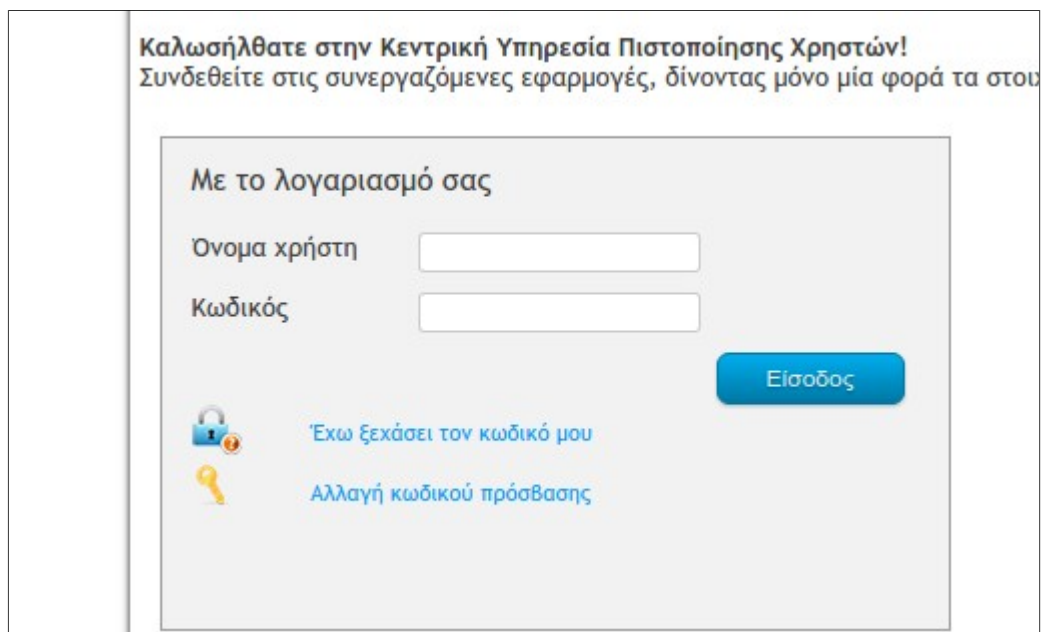 Καλωσήλθατε στην Κεντρική Υπηρεσία Πιστοποίησης Χρηστών!
Συνδεθείτε στις συνεργαζόμενες εφαρμογές, δίνοντας μόνο μία φορά τα
Με το λογαριασμό σας
Όνομα χρήστη
Κωδικός
Είσοδος
Έχω ξεχάσει τον κωδικό μου
Αλλαγή κωδικού πρόσβασης